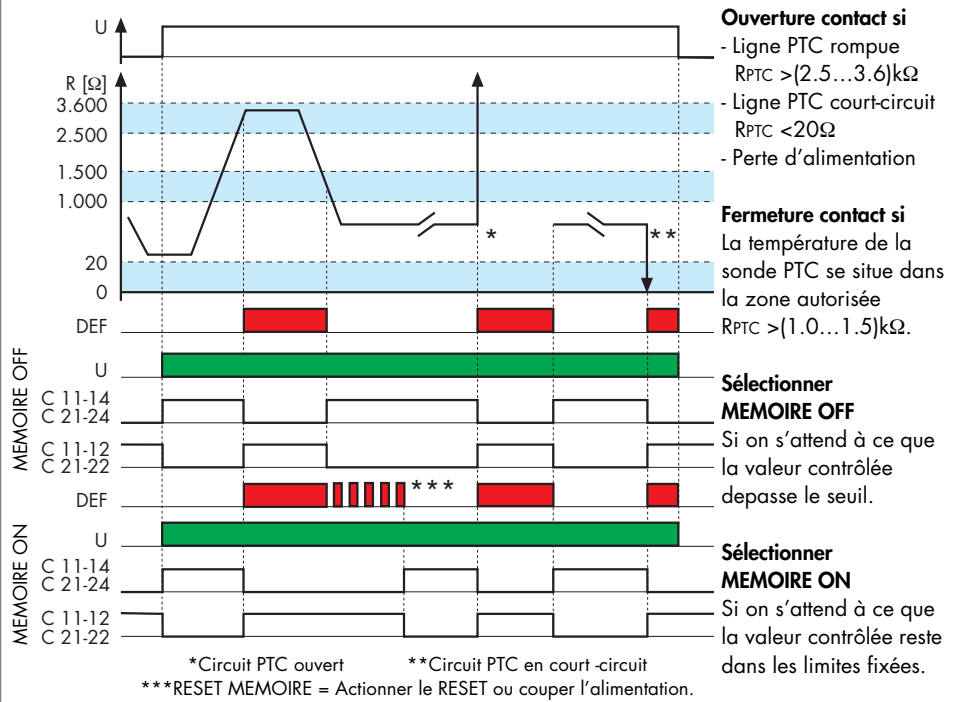 U
R [Ω]
3.600
2.500
1.500
1.000
20
0
*
**
DEF
MEMOIRE OFF
U
C 11-14
C 21-24
C 11-12
C 21-22
DEF
***
MEMOIRE ON
U
C 11-14
C 21-24
C 11-12
C 21-22
*Circuit PTC ouvert
**Circuit PTC en court -circuit
***RESET MEMOIRE = Actionner le RESET ou couper l'alimentation.
Ouverture contact si
- Ligne PTC rompue
RPTC >(2.5...3.6)kΩ
- Ligne PTC court-circuit
RPTC <20Ω
- Perte d'alimentation
Fermeture contact si
La température de la
sonde PTC se situe dans
la zone autorisée
RPTC >(1.0...1.5)kΩ.
Sélectionner
MEMOIRE OFF
Si on s'attend à ce que
la valeur contrôlée
depasse le seuil.
Sélectionner
MEMOIRE ON
Si on s'attend à ce que
la valeur contrôlée reste
dans les limites fixées.